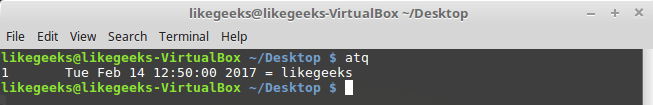 likegeeks@likegeeks-VirtualBox ~/Desktop
File Edit View Search Terminal Help
likegeeks@likegeeks-VirtualBox ~/Desktop $ atq
1 Tue Feb 14 12:50:00 2017 = likegeeks
likegeeks@likegeeks-VirtualBox ~/Desktop $